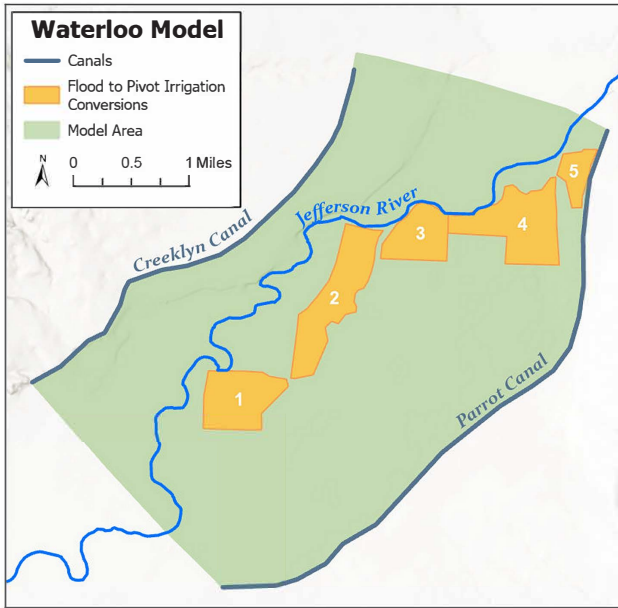 Waterloo Model
Canals
Flood to Pivot Irrigation
Conversions
Model Area
N
0 0.5 1 Miles
Creeklyn Canal
Jefferson River
Parrot Canal
1
2
3
4
5